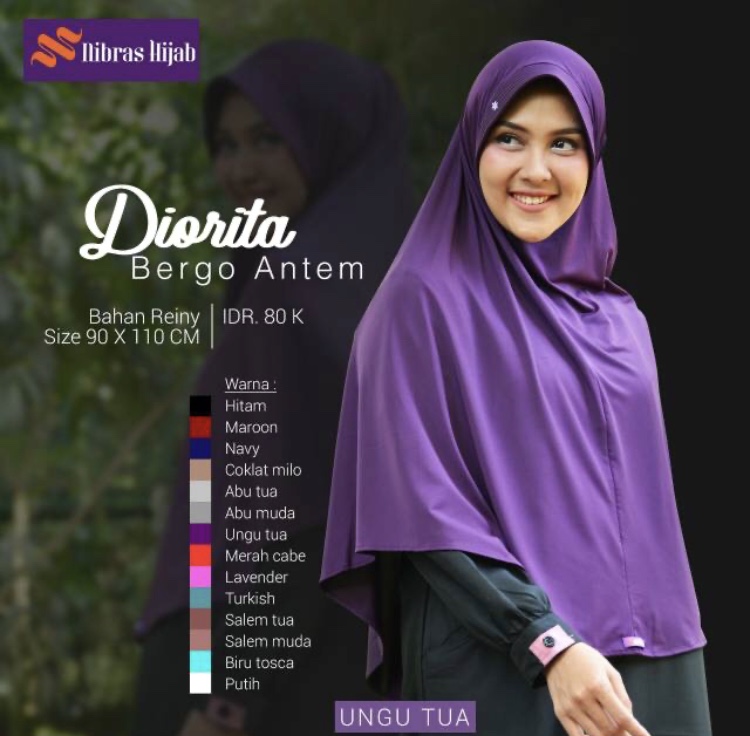 Nibras Hijab
Diorita
Bergo Antem
Bahan Reiny
Size 90 X 110 CM
IDR. 80 K
Warna :
Hitam
Maroon
Navy
Coklat milo
Abu tua
Abu muda
Ungu tua
Merah cabe
Lavender
Turkish
Salem tua
Salem muda
Biru tosca
Putih
UNGU TUA